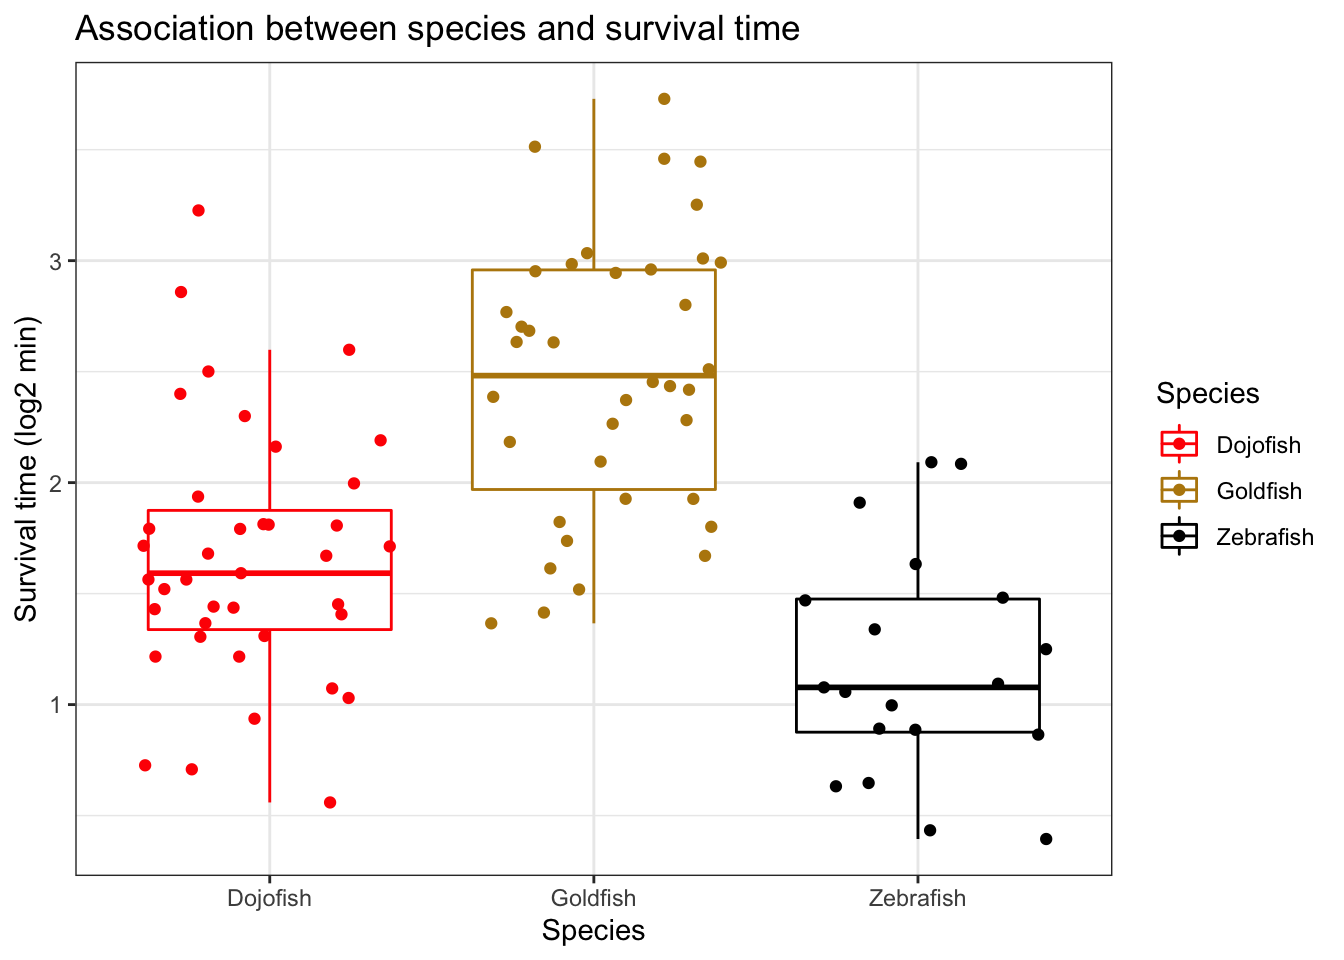 Association between species and survival time
Survival time (log2 min)
3
2
1
Dojofish
Goldfish
Zebrafish
Species
Species
Dojofish
Goldfish
Zebrafish